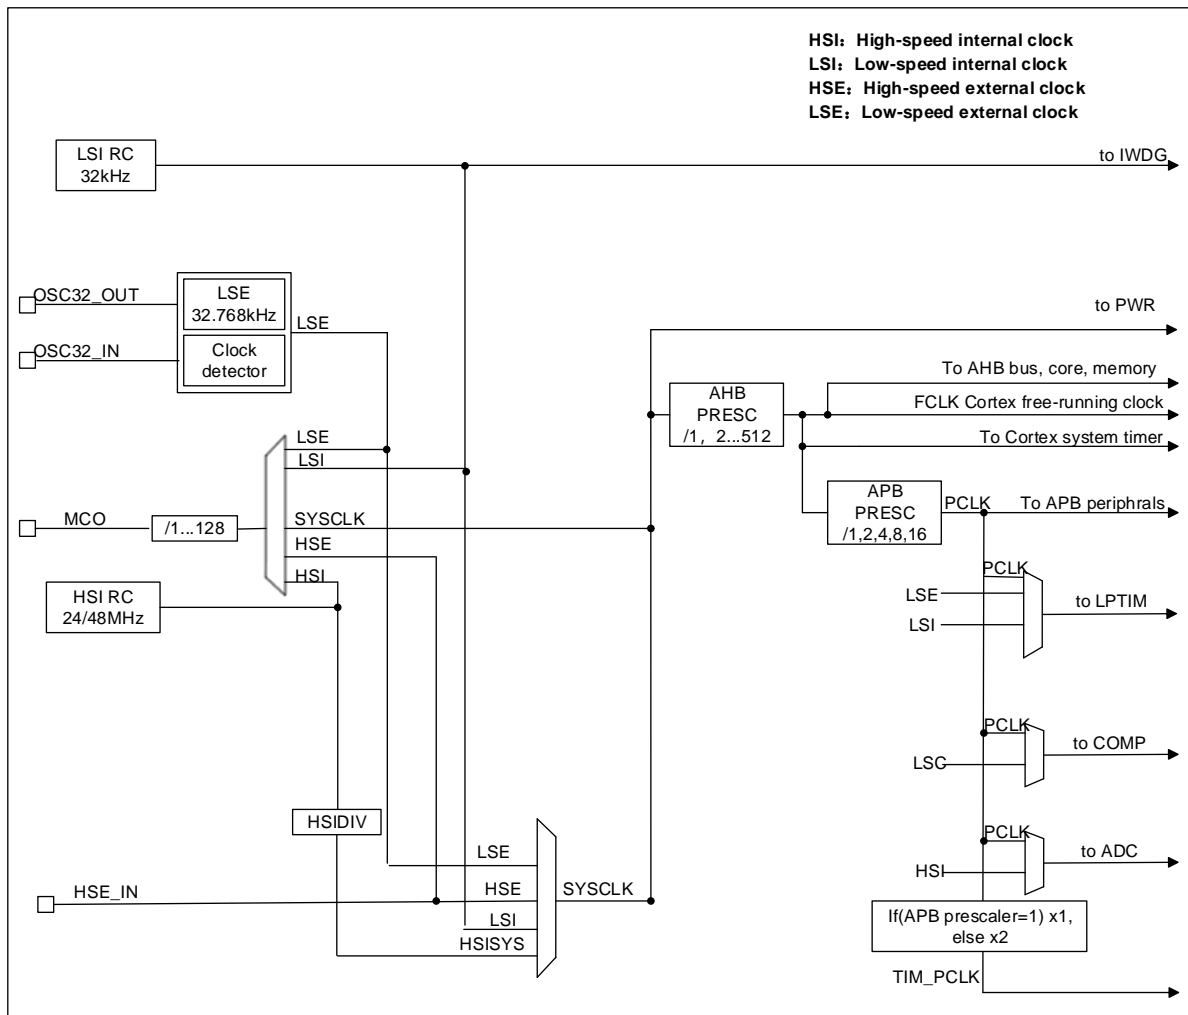 HSI：High-speed internal clock
LSI：Low-speed internal clock
HSE：High-speed external clock
LSE：Low-speed external clock
LSI RC
32kHz
to IWDG
OSC32_OUT
OSC32_IN
LSE
32.768kHz
Clock
detector
LSE
to PWR
To AHB bus, core, memory
AHB
PRESC
/1，2...512
FCLK Cortex free-running clock
To Cortex system timer
LSE
LSI
MCO
/1...128
SYSCLK
HSE
HSI
APB
PRESC
/1,2,4,8,16
PCLK
To APB periphrals
HSI RC
24/48MHz
PCLK
LSE
LSI
to LPTIM
PCLK
LSC
to COMP
HSIDIV
PCLK
HSI
to ADC
LSE
HSE_IN
HSE
SYSCLK
LSI
HSISYS
If(APB prescaler=1) x1,
else x2
TIM_PCLK